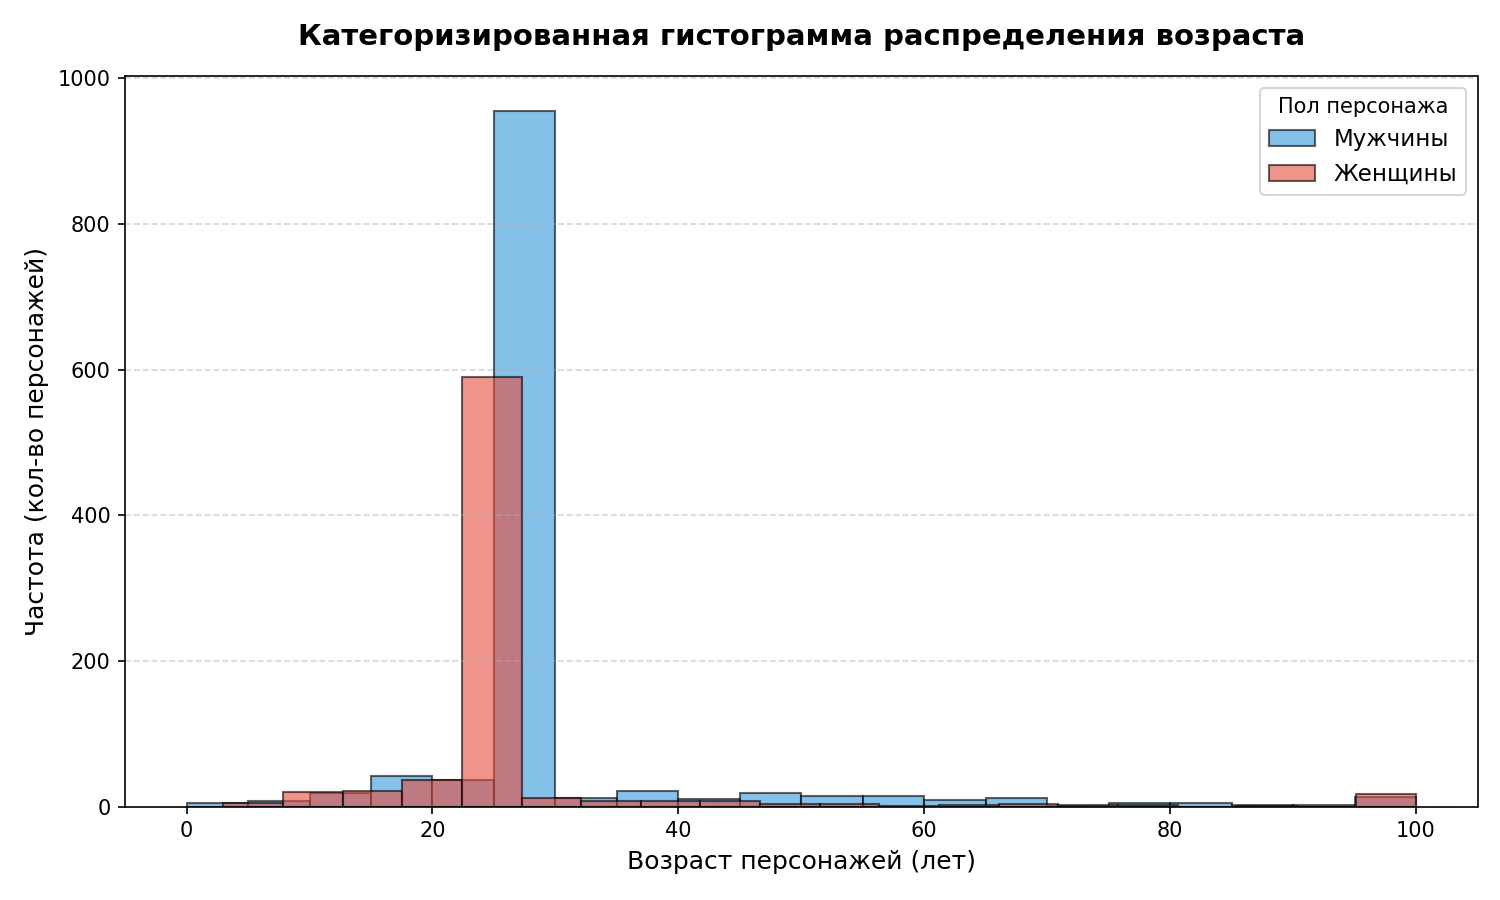 Категоризированная гистограмма распределения возраста
Частота (кол-во персонажей)
1000
800
600
400
200
0
Пол персонажа
Мужчины
Женщины
0 20 40 60 80 100
Возраст персонажей (лет)